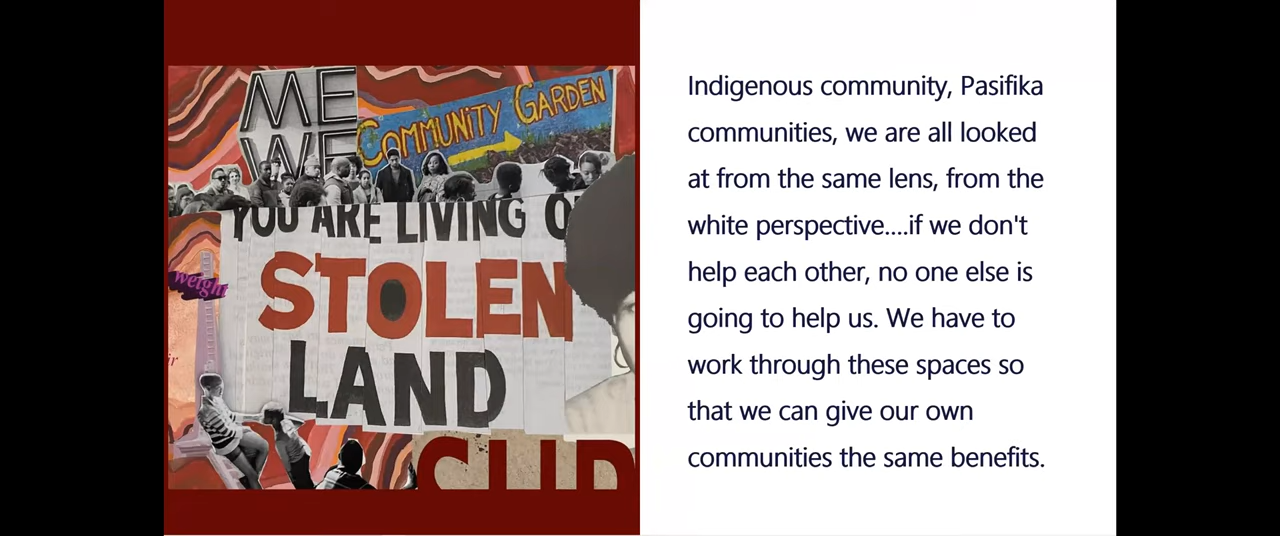 ME
WE
COMMUNITY GARDEN
YOU ARE LIVING
STOLEN
LAND
weight
Indigenous community, Pasifika
communities, we are all looked
at from the same lens, from the
white perspective....if we don't
help each other, no one else is
going to help us. We have to
work through these spaces so
that we can give our own
communities the same benefits.